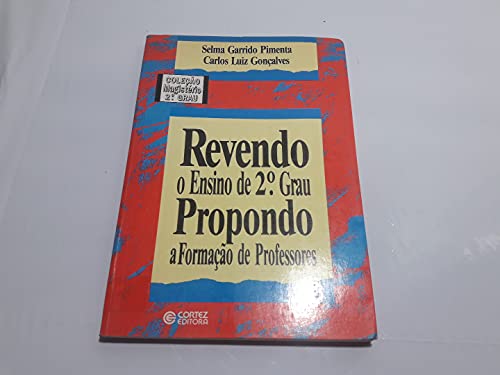 Selma Garrido Pimenta
Carlos Luiz Gonçalves
COLEÇÃO
Magistério
2º GRAU
Revendo
o Ensino de 2º. Grau
Propondo
a Formação de Professores
CORTEZ
EDITORA